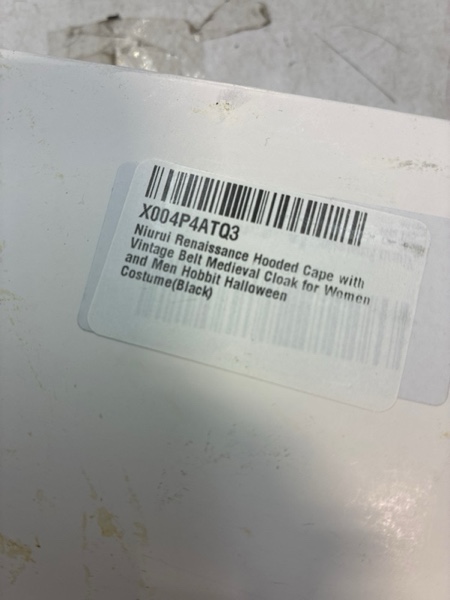 X004P4ATQ3
Niurui Renaissance Hooded Cape with
Vintage Belt Medieval Cloak for Women
and Men Hobbit Halloween
Costume(Black)